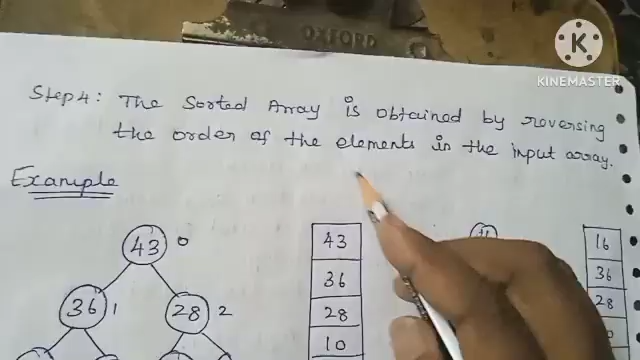 OXFORD
K
KINEMASTER
Step 4: The Sorted Array is obtained by reversing
the order of the elements in the input array.
Example
43 0
36 1
28 2
43
36
28
10
16
36
28